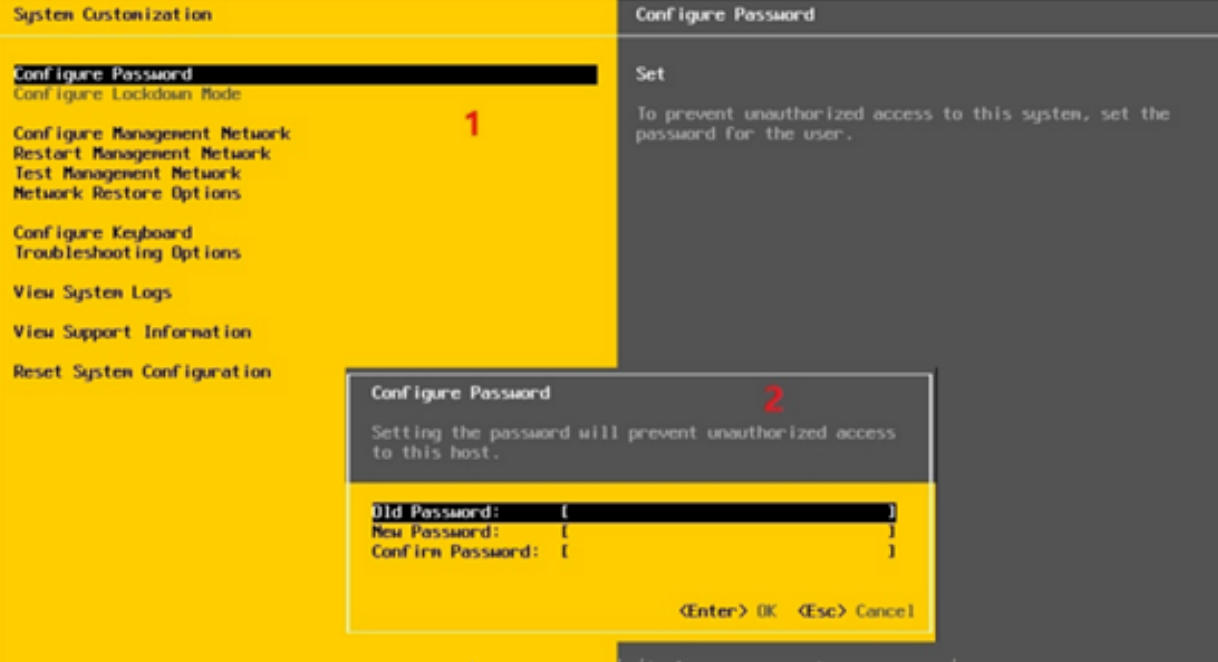 System Customization
Configure Password
Configure Password
Configure Lockdown Mode
1
Configure Management Network
Restart Management Network
Test Management Network
Network Restore Options
Configure Keyboard
Troubleshooting Options
View System Logs
View Support Information
Reset System Configuration
Set
To prevent unauthorized access to this system, set the
password for the user.
Configure Password
2
Setting the password will prevent unauthorized access
to this host.
Old Password: [ ]
New Password: [ ]
Confirm Password: [ ]
<Enter> OK <Esc> Cancel